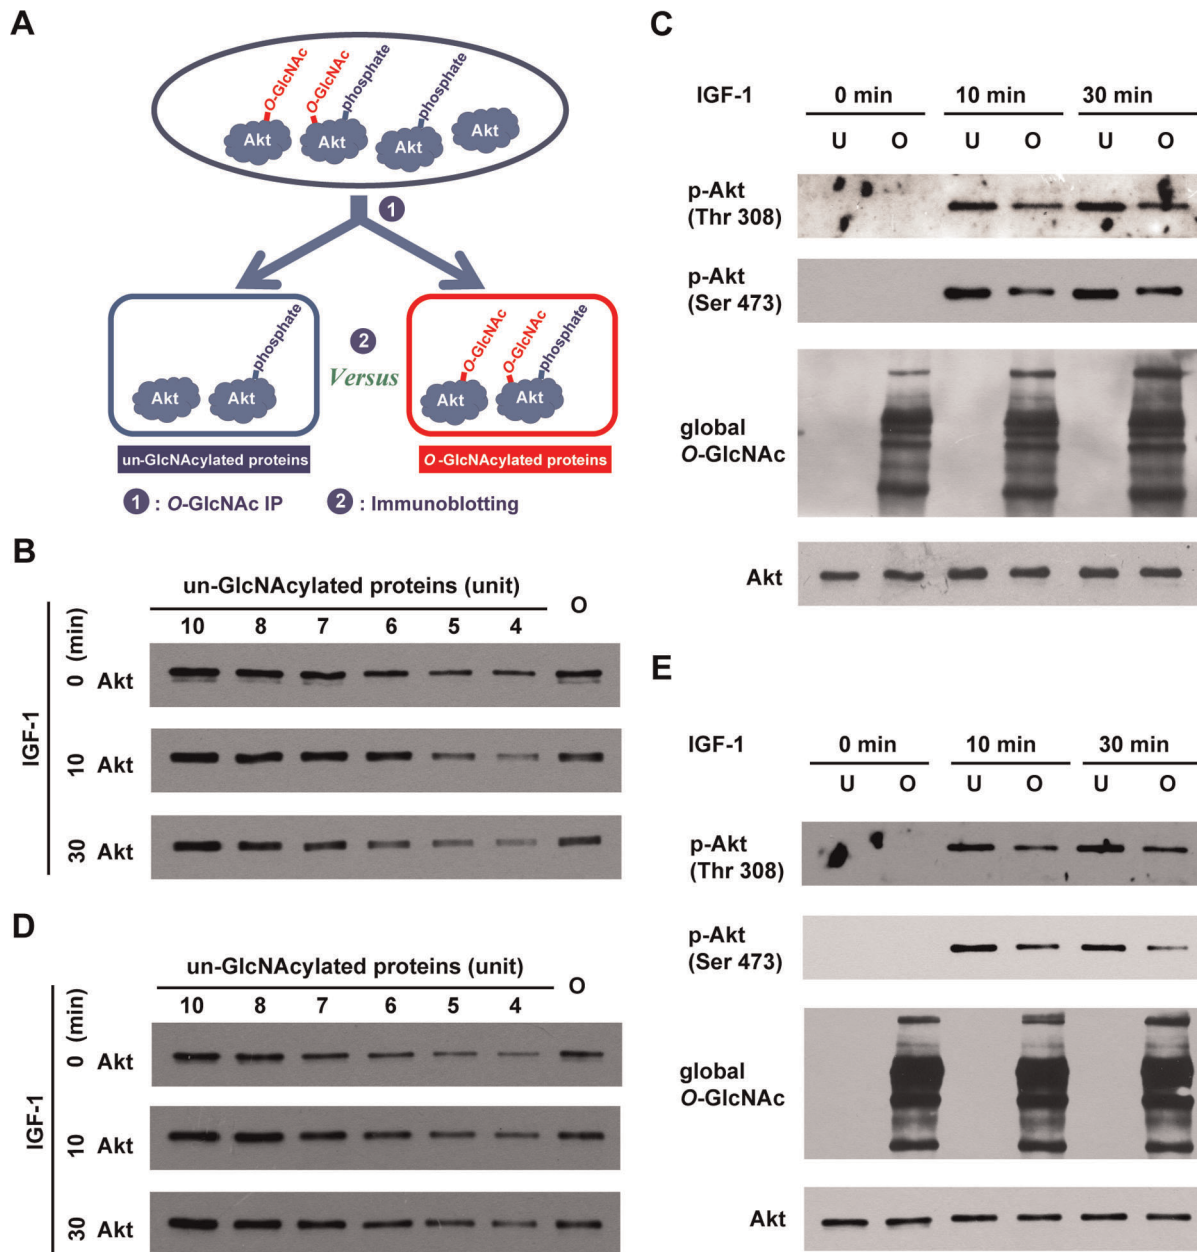 A
O-GlcNAc
O-GlcNAc
phosphate
phosphate
Akt
Akt
Akt
Akt
1
phosphate
Akt
Akt
2
Versus
O-GlcNAc
O-GlcNAc
phosphate
Akt
Akt
un-GlcNAcylated proteins
O-GlcNAcylated proteins
1 : O-GlcNAc IP
2 : Immunoblotting
B
un-GlcNAcylated proteins (unit)
O
10 8 7 6 5 4
IGF-1
(min)
0 Akt
10 Akt
30 Akt
D
un-GlcNAcylated proteins (unit)
O
10 8 7 6 5 4
IGF-1
(min)
0 Akt
10 Akt
30 Akt
C
IGF-1 0 min 10 min 30 min
U O U O U O
p-Akt
(Thr 308)
p-Akt
(Ser 473)
global
O-GlcNAc
Akt
E
IGF-1 0 min 10 min 30 min
U O U O U O
p-Akt
(Thr 308)
p-Akt
(Ser 473)
global
O-GlcNAc
Akt